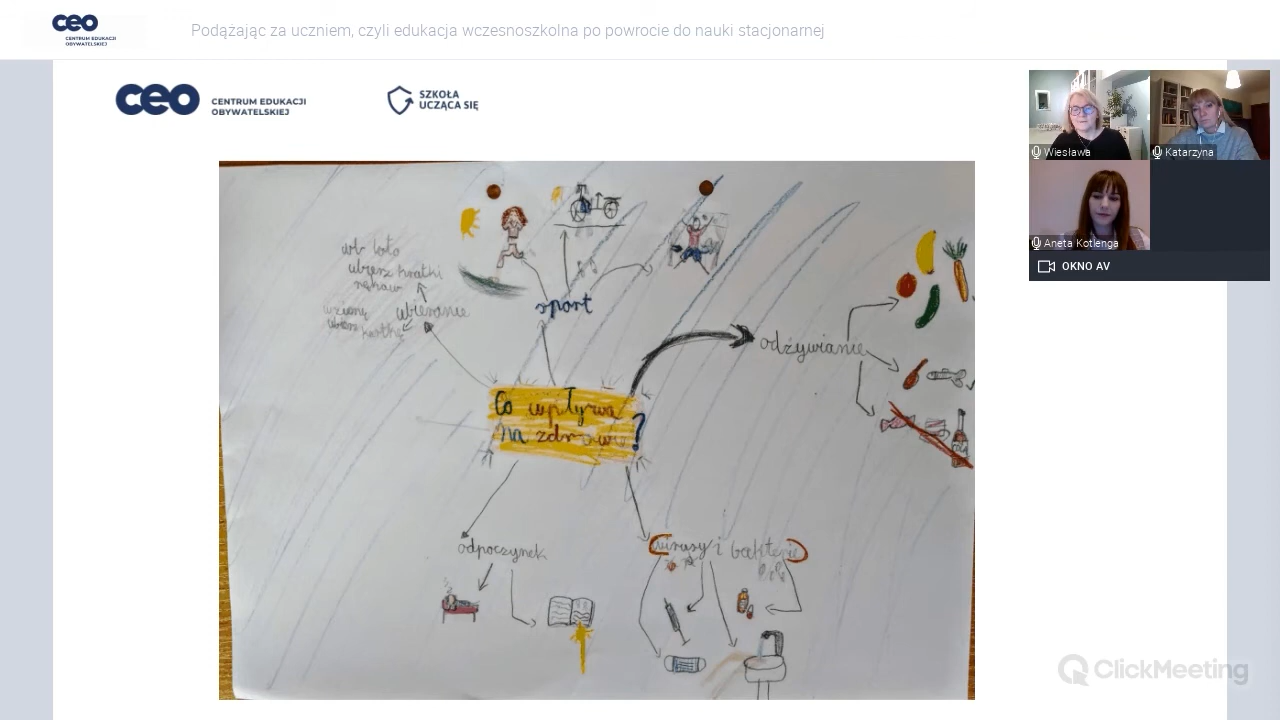 ceo
CENTRUM EDUKACJI
OBYWATELSKIEJ
Podążając za uczniem, czyli edukacja wczesnoszkolna po powrocie do nauki stacjonarnej
ceo
CENTRUM EDUKACJI
OBYWATELSKIEJ
SZKOŁA
UCZĄCA SIĘ
Wiesława
Katarzyna
Aneta Kotlenga
OKNO AV
ubieranie
sport
odżywianie
Co wpływa
na zdrowie?
odpoczynek
wirusy i bakterie
ClickMeeting